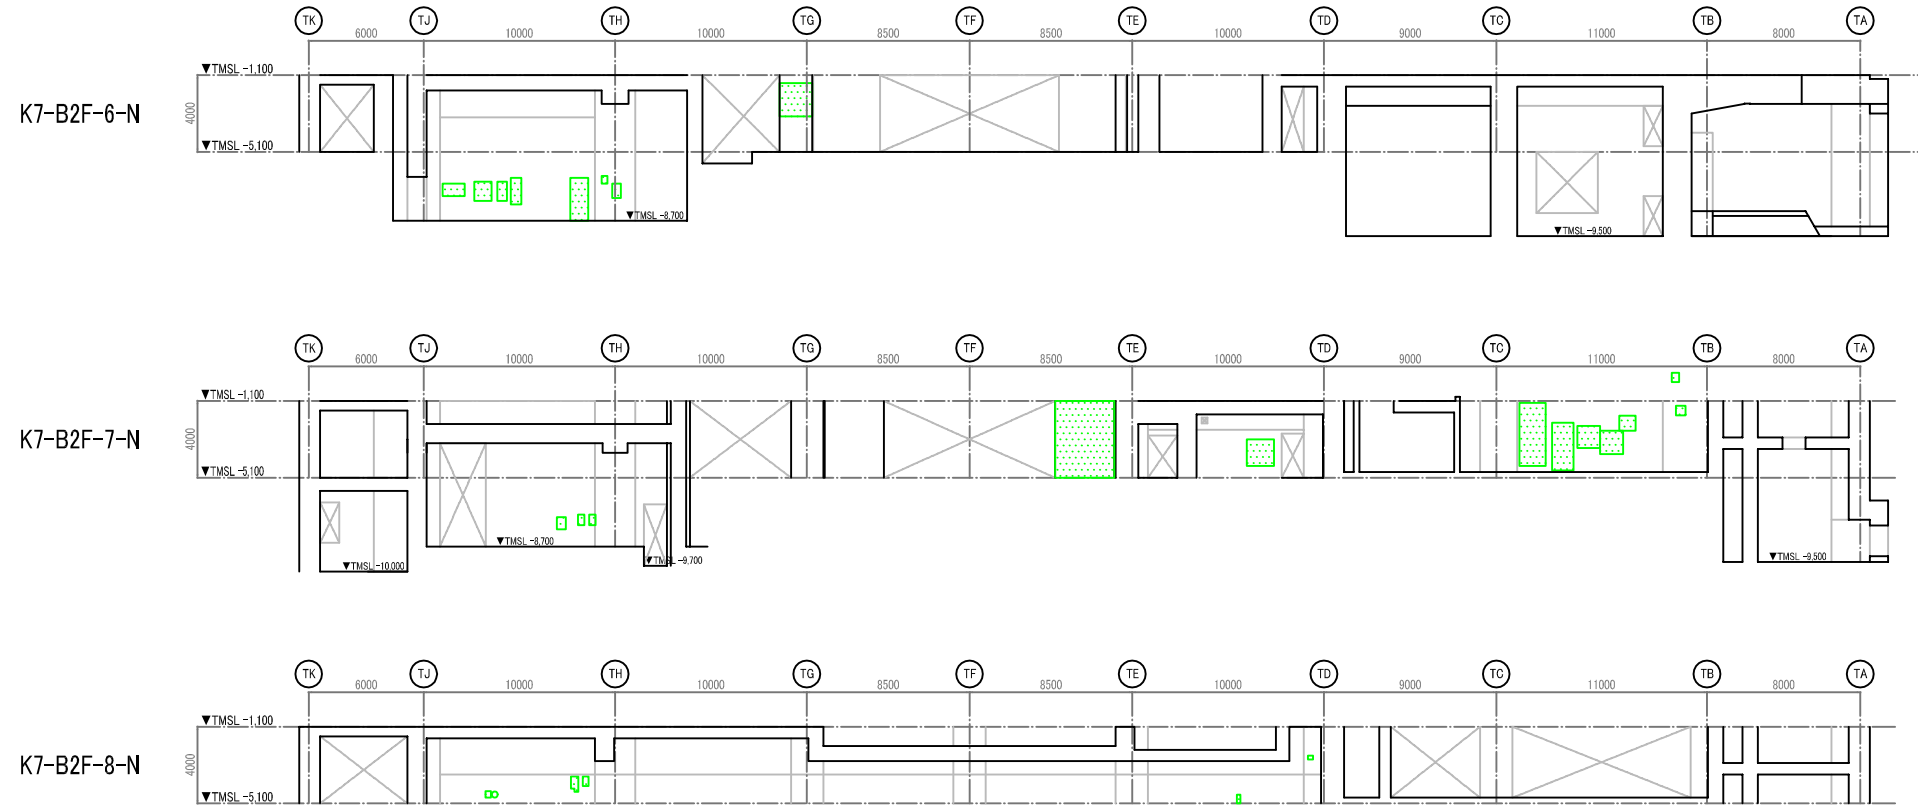 TK TJ TH TG TF TE TD TC TB TA
6000 10000 10000 8500 8500 10000 9000 11000 8000
▼TMSL -1,100
K7-B2F-6-N
4000
▼TMSL -5,100
▼TMSL -8,700
▼TMSL -9,500
TK TJ TH TG TF TE TD TC TB TA
6000 10000 10000 8500 8500 10000 9000 11000 8000
▼TMSL -1,100
K7-B2F-7-N
4000
▼TMSL -5,100
▼TMSL -8,700
▼TMSL -9,500
▼TMSL -9,700
▼TMSL -10,000
TK TJ TH TG TF TE TD TC TB TA
6000 10000 10000 8500 8500 10000 9000 11000 8000
▼TMSL -1,100
K7-B2F-8-N
4000
▼TMSL -5,100